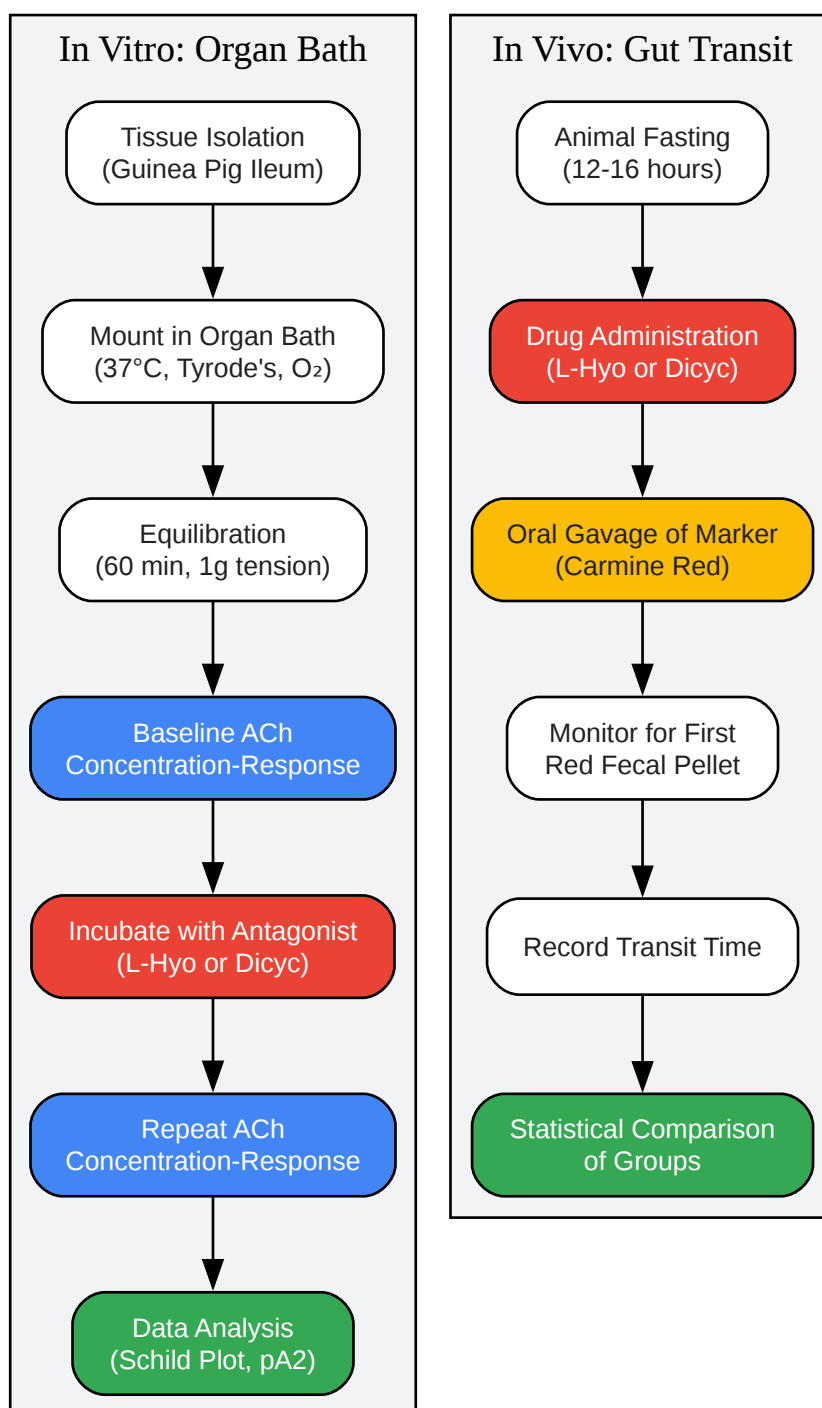 In Vitro: Organ Bath
Tissue Isolation
(Guinea Pig Ileum)
Mount in Organ Bath
(37°C, Tyrode's, O₂)
Equilibration
(60 min, 1g tension)
Baseline ACh
Concentration-Response
Incubate with Antagonist
(L-Hyo or Dicyc)
Repeat ACh
Concentration-Response
Data Analysis
(Schild Plot, pA2)
In Vivo: Gut Transit
Animal Fasting
(12-16 hours)
Drug Administration
(L-Hyo or Dicyc)
Oral Gavage of Marker
(Carmine Red)
Monitor for First
Red Fecal Pellet
Record Transit Time
Statistical Comparison
of Groups